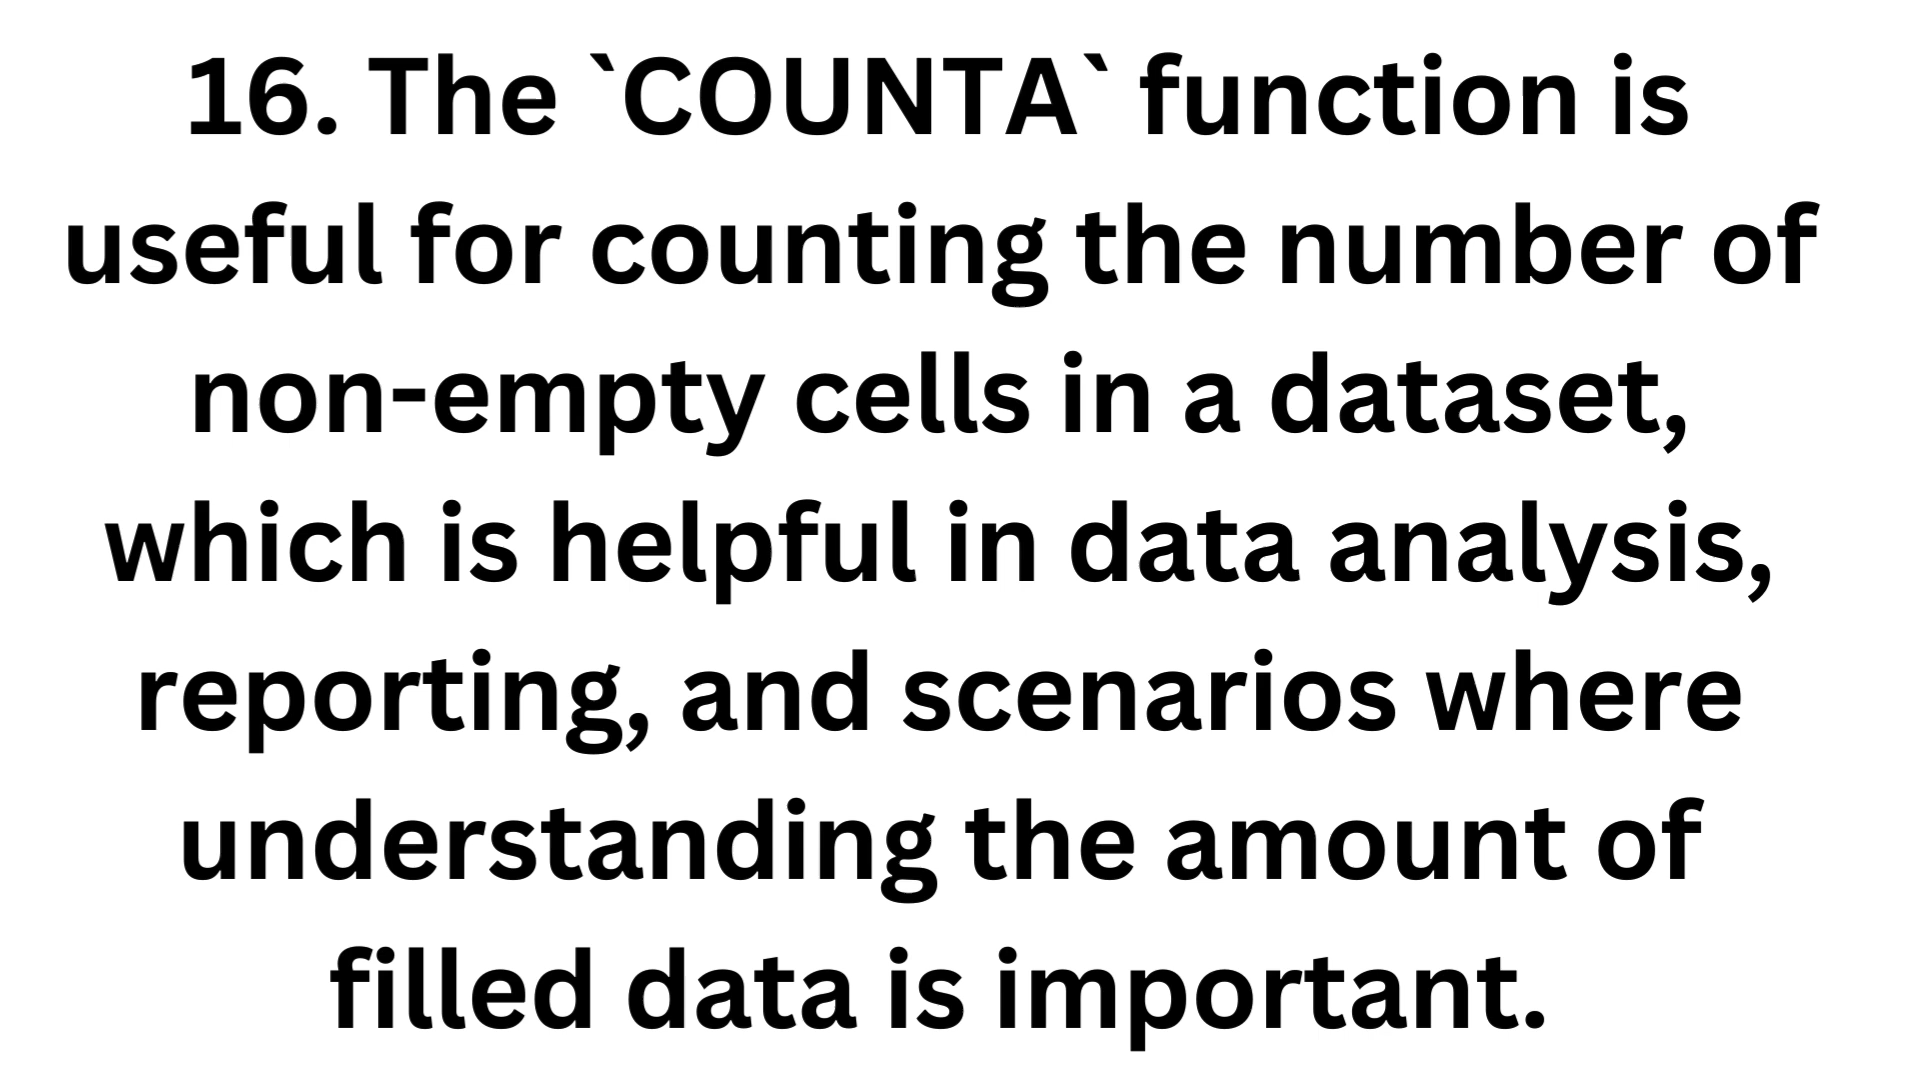 16. The `COUNTA` function is
useful for counting the number of
non-empty cells in a dataset,
which is helpful in data analysis,
reporting, and scenarios where
understanding the amount of
filled data is important.